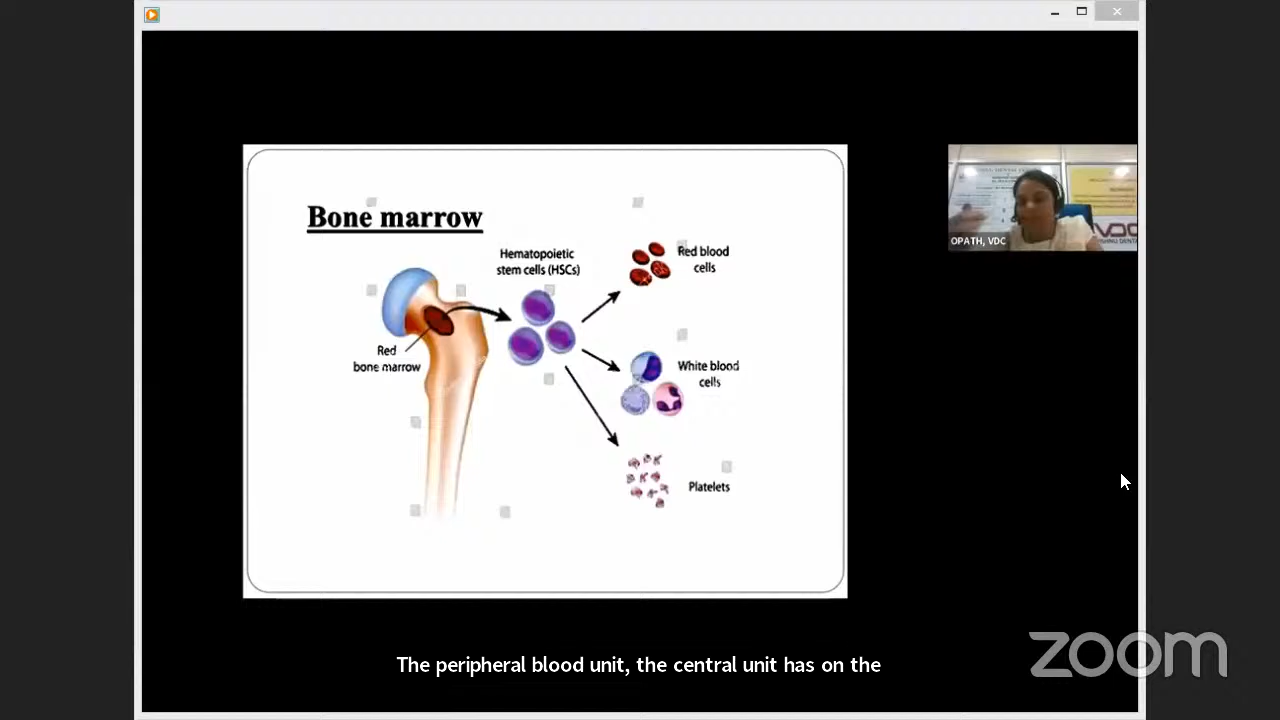 Bone marrow
Hematopoietic
stem cells (HSCs)
Red blood
cells
Red
bone marrow
White blood
cells
Platelets
OPATH, VDC
VDC
The peripheral blood unit, the central unit has on the
zoom